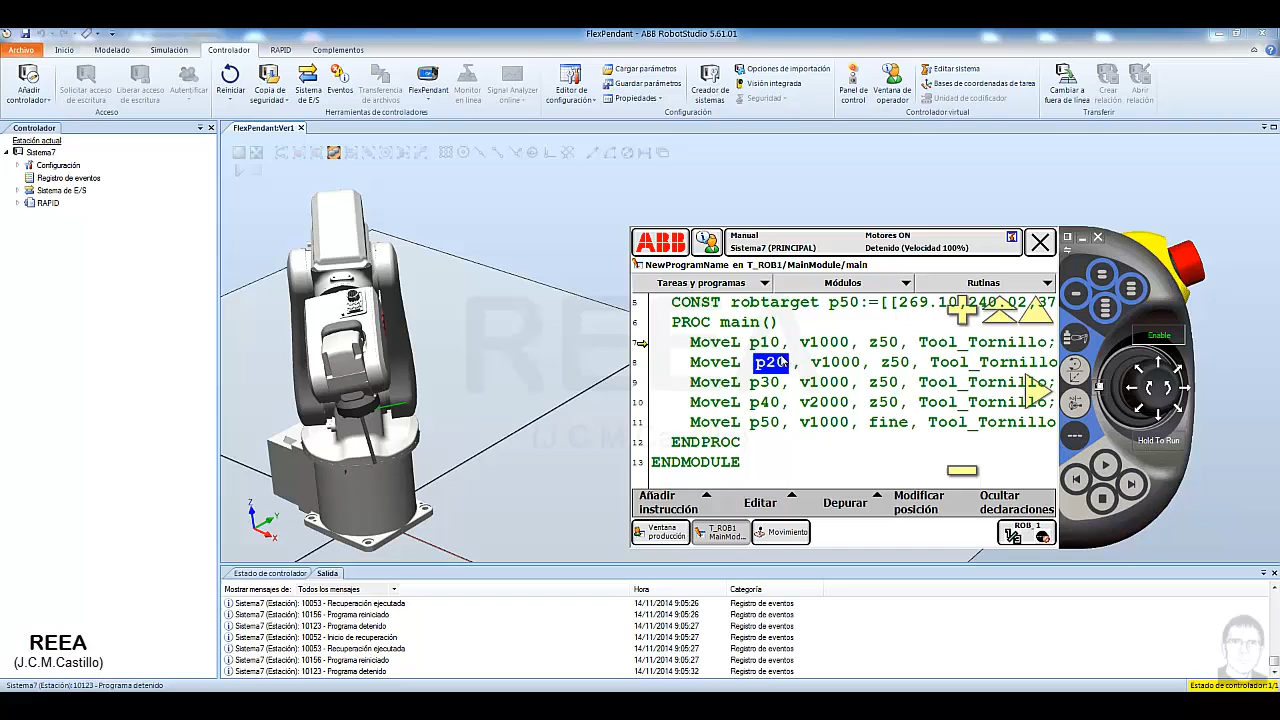 FlexPendant - ABB RobotStudio 5.61.01
Archivo Inicio Modelado Simulación Controlador RAPID Complementos
Añadir controlador
Solicitar acceso de escritura
Liberar acceso de escritura
Autentificar
Acceso
Reiniciar
Copia de seguridad
Sistema de E/S
Eventos
Transferencia de archivos
FlexPendant
Monitor en línea
Signal Analyzer online
Herramientas de controlador
Editor de configuración
Cargar parámetros
Guardar parámetros
Propiedades
Creador de sistemas
Opciones de importación
Visión integrada
Seguridad
Configuración
Panel de control
Ventana de operador
Editar sistema
Bases de coordenadas de tarea
Unidad de codificador
Controlador virtual
Cambiar a fuera de línea
Crear relación
Abrir relación
Transferir
Controlador
Estación actual
Sistema7
Configuración
Registro de eventos
Sistema de E/S
RAPID
FlexPendant:Ver1
REEA
(J.C.M.Castillo)
Z
Y
X
ABB
Manual
Sistema7 (PRINCIPAL)
Motores ON
Detenido (Velocidad 100%)
NewProgramName en T_ROB1/MainModule/main
Tareas y programas Módulos Rutinas
5 CONST robtarget p50:=[[269.10,240.02,37
6 PROC main()
7 MoveL p10, v1000, z50, Tool_Tornillo;
8 MoveL p20, v1000, z50, Tool_Tornillo
9 MoveL p30, v1000, z50, Tool_Tornillo;
10 MoveL p40, v2000, z50, Tool_Tornillo;
11 MoveL p50, v1000, fine, Tool_Tornillo
12 ENDPROC
13 ENDMODULE
Añadir instrucción
Editar
Depurar
Modificar posición
Ocultar declaraciones
Ventana producción
T_ROB1 MainMod...
Movimiento
ROB_1
Enable
Hold To Run
Estado de controlador Salida
Mostrar mensajes de: Todos los mensajes Hora Categoría
Sistema7 (Estación): 10053 - Recuperación ejecutada 14/11/2014 9:05:26 Registro de eventos
Sistema7 (Estación): 10156 - Programa reiniciado 14/11/2014 9:05:26 Registro de eventos
Sistema7 (Estación): 10123 - Programa detenido 14/11/2014 9:05:27 Registro de eventos
Sistema7 (Estación): 10052 - Inicio de recuperación 14/11/2014 9:05:27 Registro de eventos
Sistema7 (Estación): 10053 - Recuperación ejecutada 14/11/2014 9:05:27 Registro de eventos
Sistema7 (Estación): 10156 - Programa reiniciado 14/11/2014 9:05:27 Registro de eventos
Sistema7 (Estación): 10123 - Programa detenido 14/11/2014 9:05:32 Registro de eventos
REEA
(J.C.M.Castillo)
Sistema7 (Estación): 10123 - Programa detenido
Estado de controlador: 1/1